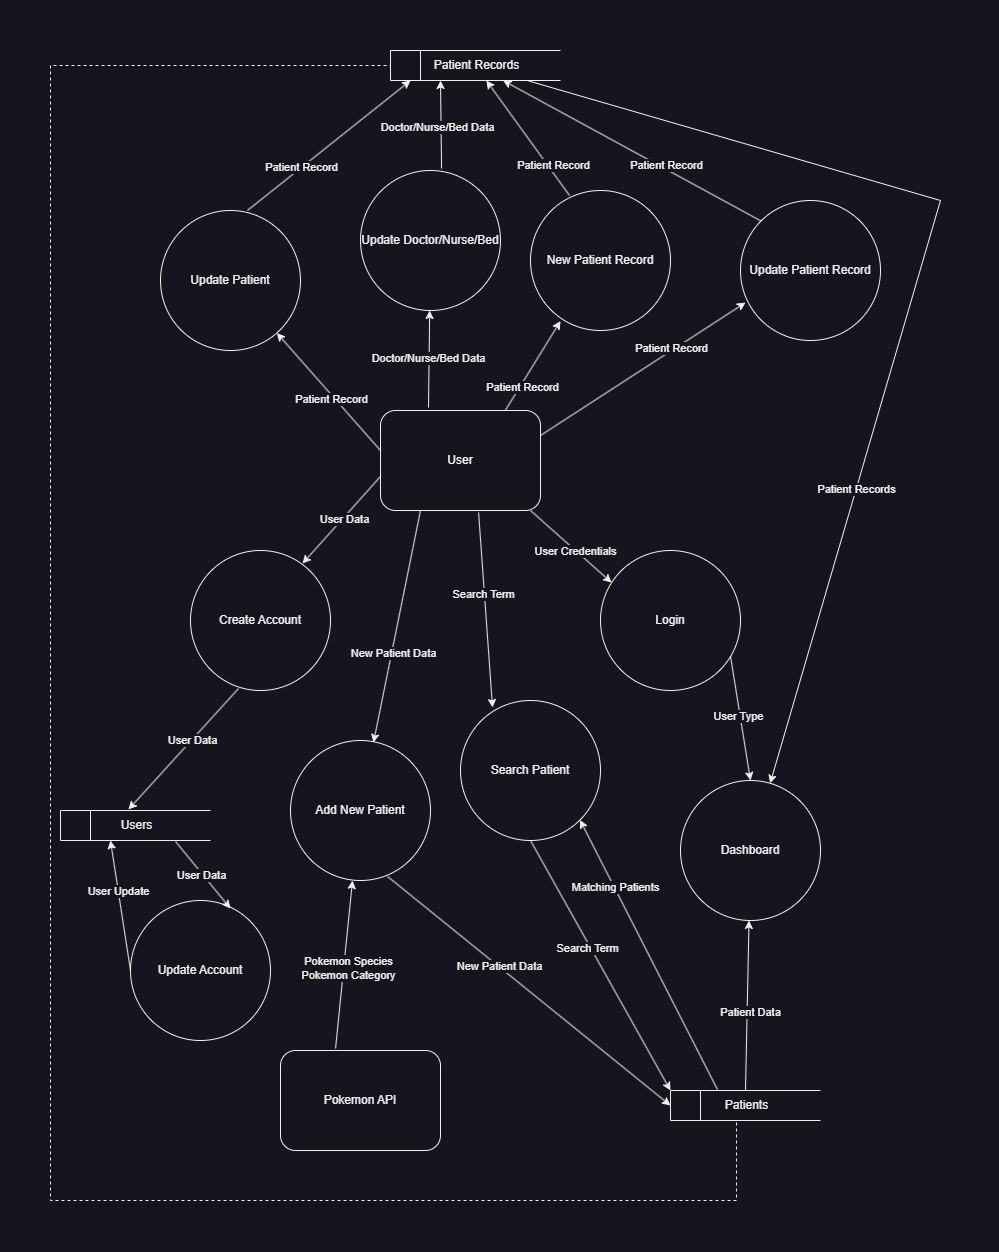 Patient Records
Doctor/Nurse/Bed Data
Patient Record
Patient Record
Patient Record
Update Doctor/Nurse/Bed
New Patient Record
Update Patient Record
Update Patient
Patient Record
Doctor/Nurse/Bed Data
Patient Record
Patient Record
User
Patient Records
User Data
User Credentials
Search Term
Create Account
Login
New Patient Data
User Type
User Data
Search Patient
Add New Patient
Users
Dashboard
User Data
User Update
Matching Patients
Search Term
Pokemon Species
Pokemon Category
New Patient Data
Update Account
Patient Data
Pokemon API
Patients